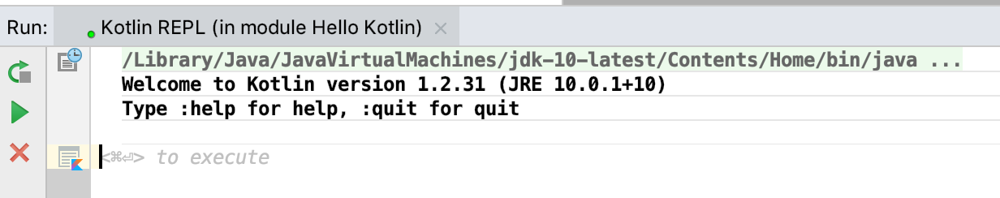 Run: Kotlin REPL (in module Hello Kotlin)
/Library/Java/JavaVirtualMachines/jdk-10-latest/Contents/Home/bin/java ...
Welcome to Kotlin version 1.2.31 (JRE 10.0.1+10)
Type :help for help, :quit for quit
<⌘⏎> to execute